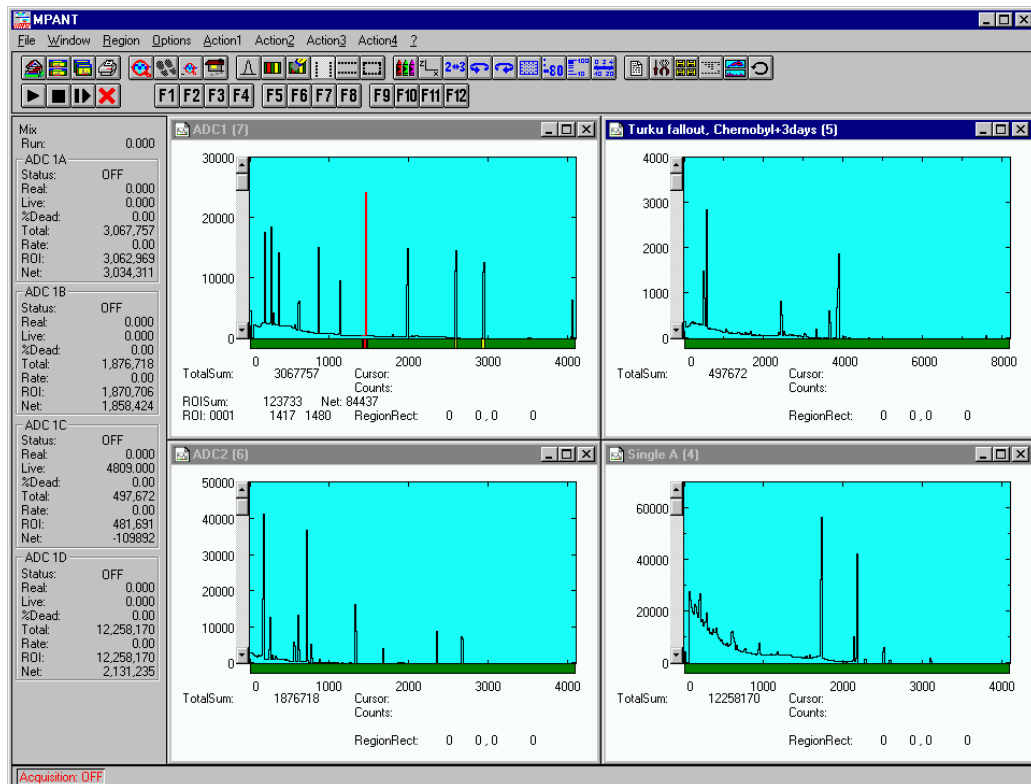 MPANT
File Window Region Options Action1 Action2 Action3 Action4 ?
F1 F2 F3 F4 F5 F6 F7 F8 F9 F10 F11 F12
Mix
Run: 0.000
ADC 1A
Status: OFF
Real: 0.000
Live: 0.000
%Dead: 0.00
Total: 3,067,757
Rate: 0.00
ROI: 3,062,969
Net: 3,034,311
ADC 1B
Status: OFF
Real: 0.000
Live: 0.000
%Dead: 0.00
Total: 1,876,718
Rate: 0.00
ROI: 1,870,706
Net: 1,858,424
ADC 1C
Status: OFF
Real: 0.000
Live: 4809.000
%Dead: 0.00
Total: 497,672
Rate: 0.00
ROI: 481,691
Net: -109892
ADC 1D
Status: OFF
Real: 0.000
Live: 0.000
%Dead: 0.00
Total: 12,258,170
Rate: 0.00
ROI: 12,258,170
Net: 2,131,235
ADC1 (7)
30000
20000
10000
0
0 1000 2000 3000 4000
TotalSum: 3067757 Cursor:
Counts:
ROISum: 123733 Net: 84437
ROI: 0001 1417 1480 RegionRect: 0 0 , 0 0
Turku fallout, Chernobyl+3days (5)
4000
3000
2000
1000
0
0 2000 4000 6000 8000
TotalSum: 497672 Cursor:
Counts:
RegionRect: 0 0 , 0 0
ADC2 (6)
50000
40000
30000
20000
10000
0
0 1000 2000 3000 4000
TotalSum: 1876718 Cursor:
Counts:
RegionRect: 0 0 , 0 0
Single A (4)
60000
40000
20000
0
0 1000 2000 3000 4000
TotalSum: 12258170 Cursor:
Counts:
RegionRect: 0 0 , 0 0
Acquisition: OFF